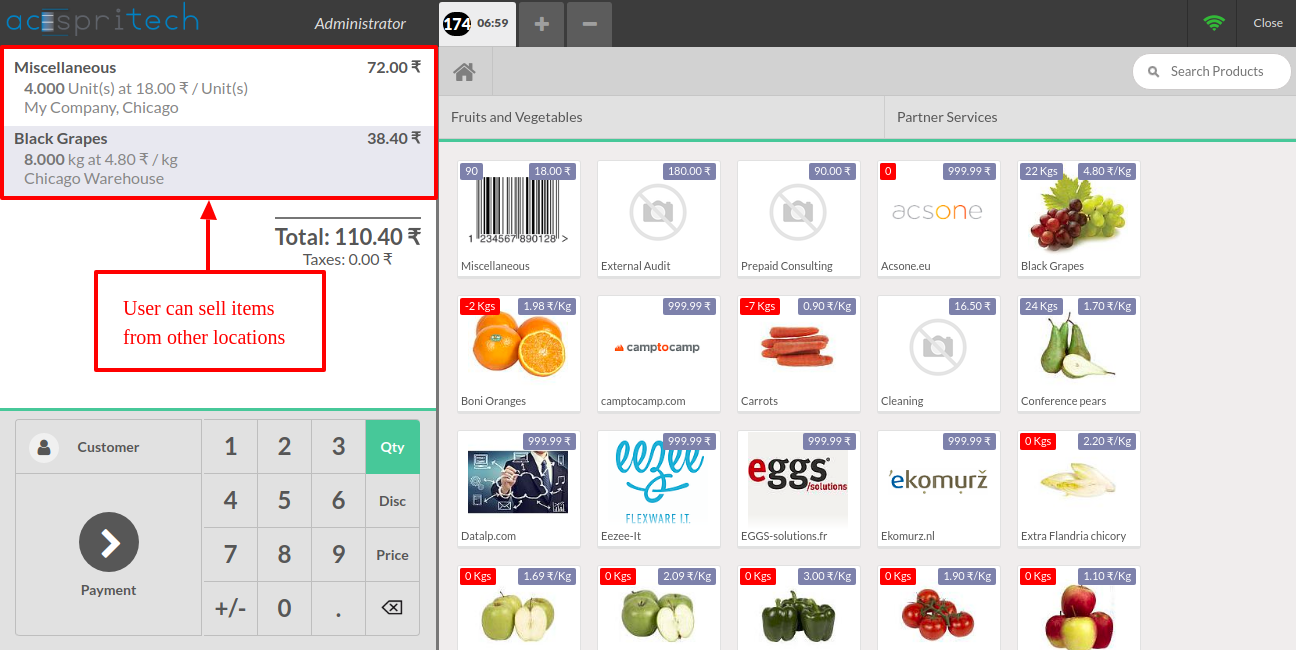 acespritech
Administrator
174 06:59
+ −
Close
Miscellaneous 72.00 ₹
4.000 Unit(s) at 18.00 ₹ / Unit(s)
My Company, Chicago
Black Grapes 38.40 ₹
8.000 kg at 4.80 ₹ / kg
Chicago Warehouse
Total: 110.40 ₹
Taxes: 0.00 ₹
User can sell items
from other locations
Customer
Payment
1 2 3 Qty
4 5 6 Disc
7 8 9 Price
+/- 0 .
Search Products
Fruits and Vegetables
Partner Services
90 18.00 ₹
1 234567 890128 >
Miscellaneous
180.00 ₹
External Audit
90.00 ₹
Prepaid Consulting
0 999.99 ₹
acsone
Acsone.eu
22 Kgs 4.80 ₹/Kg
Black Grapes
-2 Kgs 1.98 ₹/Kg
Boni Oranges
999.99 ₹
camptocamp
camptocamp.com
-7 Kgs 0.90 ₹/Kg
Carrots
16.50 ₹
Cleaning
24 Kgs 1.70 ₹/Kg
Conference pears
999.99 ₹
Datalp.com
999.99 ₹
eezee
FLEXWARE I.T.
Eezee-It
999.99 ₹
eggs
/solutions
EGGS-solutions.fr
999.99 ₹
'ekomurž
Ekomurz.nl
0 Kgs 2.20 ₹/Kg
Extra Flandria chicory
0 Kgs 1.69 ₹/Kg
0 Kgs 2.09 ₹/Kg
0 Kgs 3.00 ₹/Kg
0 Kgs 1.90 ₹/Kg
0 Kgs 1.10 ₹/Kg